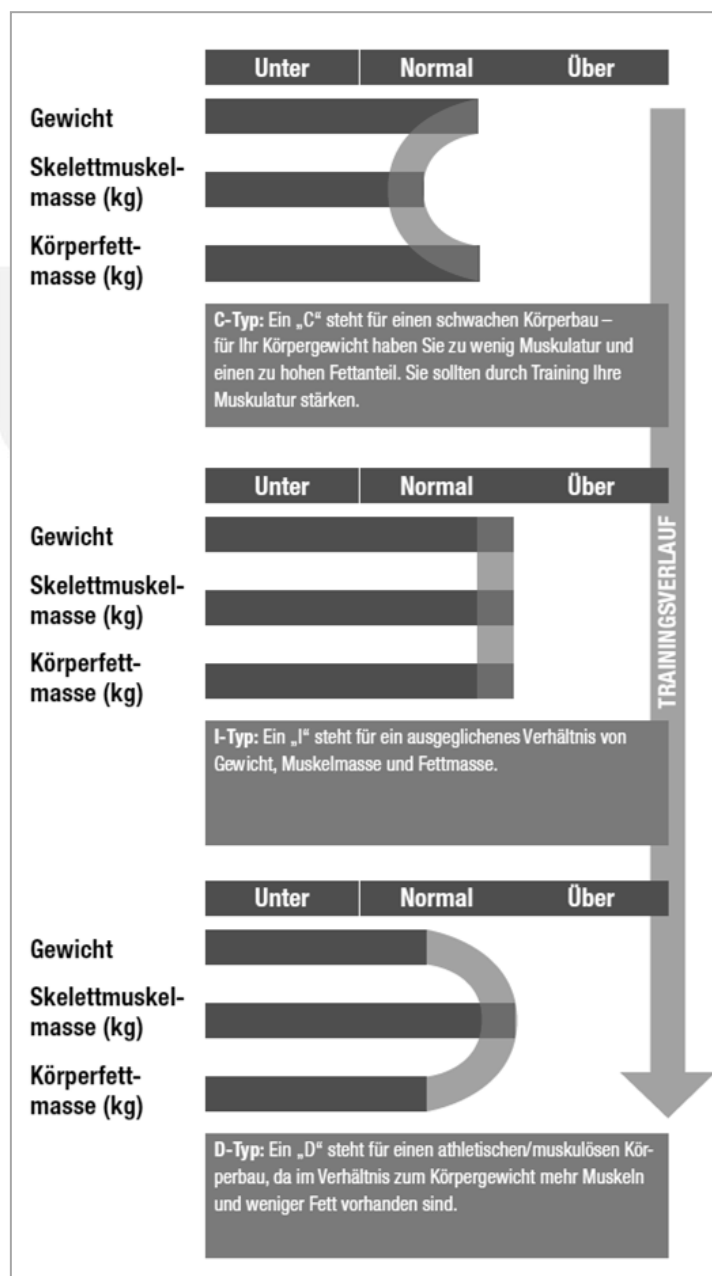 Unter Normal Über
Gewicht
Skelettmuskel-
masse (kg)
Körperfett-
masse (kg)
C-Typ: Ein „C“ steht für einen schwachen Körperbau –
für Ihr Körpergewicht haben Sie zu wenig Muskulatur und
einen zu hohen Fettanteil. Sie sollten durch Training Ihre
Muskulatur stärken.
Unter Normal Über
Gewicht
Skelettmuskel-
masse (kg)
Körperfett-
masse (kg)
I-Typ: Ein „I“ steht für ein ausgeglichenes Verhältnis von
Gewicht, Muskelmasse und Fettmasse.
Unter Normal Über
Gewicht
Skelettmuskel-
masse (kg)
Körperfett-
masse (kg)
D-Typ: Ein „D“ steht für einen athletischen/muskulösen Kör-
perbau, da im Verhältnis zum Körpergewicht mehr Muskeln
und weniger Fett vorhanden sind.
TRAININGSVERLAUF